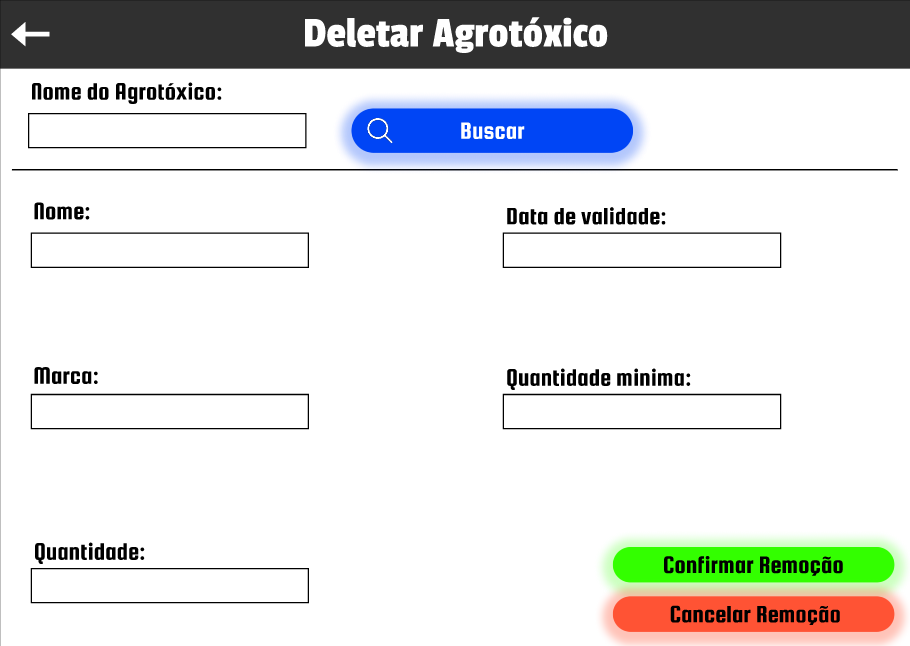 Deletar Agrotóxico
Nome do Agrotóxico:
Buscar
Nome:
Data de validade:
Marca:
Quantidade minima:
Quantidade:
Confirmar Remoção
Cancelar Remoção